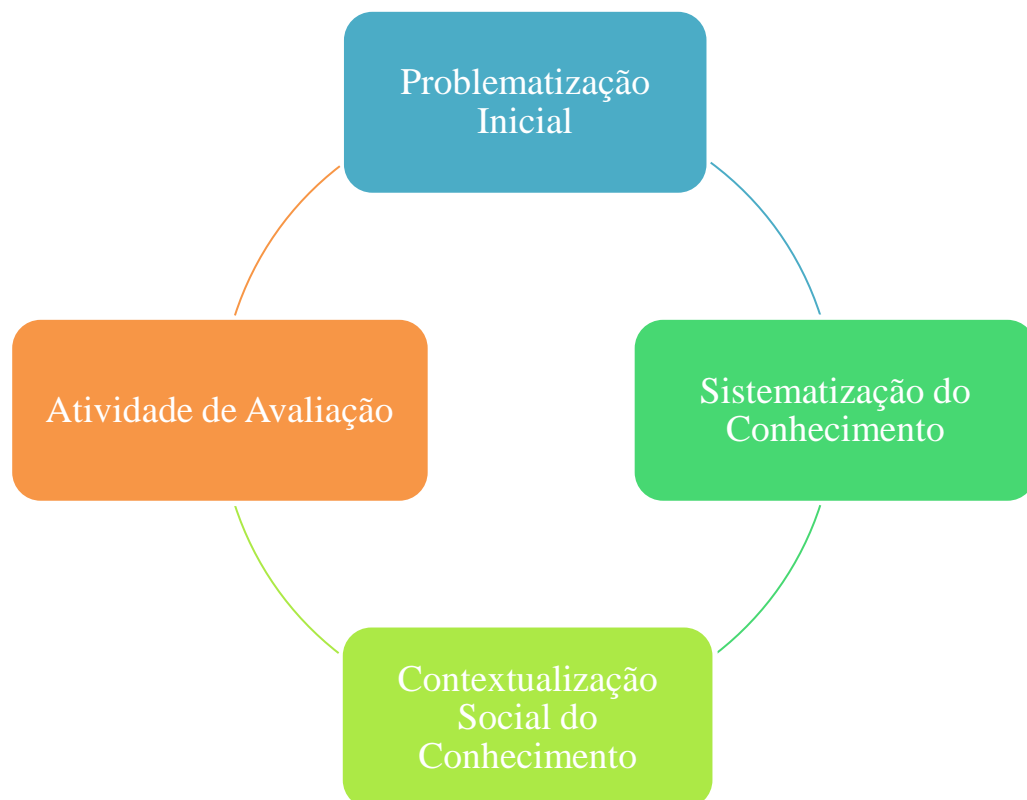 Problematização
Inicial
Sistematização do
Conhecimento
Contextualização
Social do
Conhecimento
Atividade de Avaliação